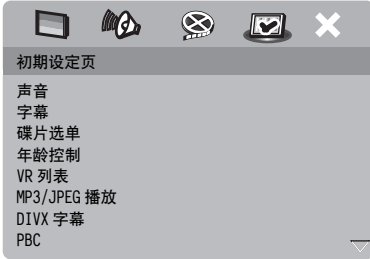 初期设定页
声音
字幕
碟片选单
年龄控制
VR 列表
MP3/JPEG 播放
DIVX 字幕
PBC